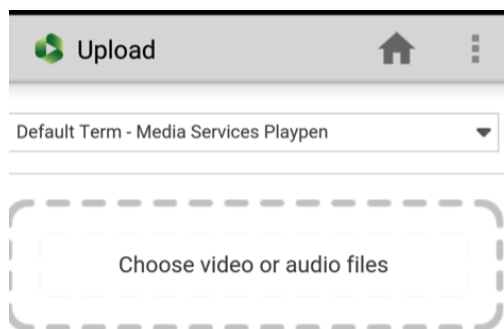 Upload
Default Term - Media Services Playpen
Choose video or audio files